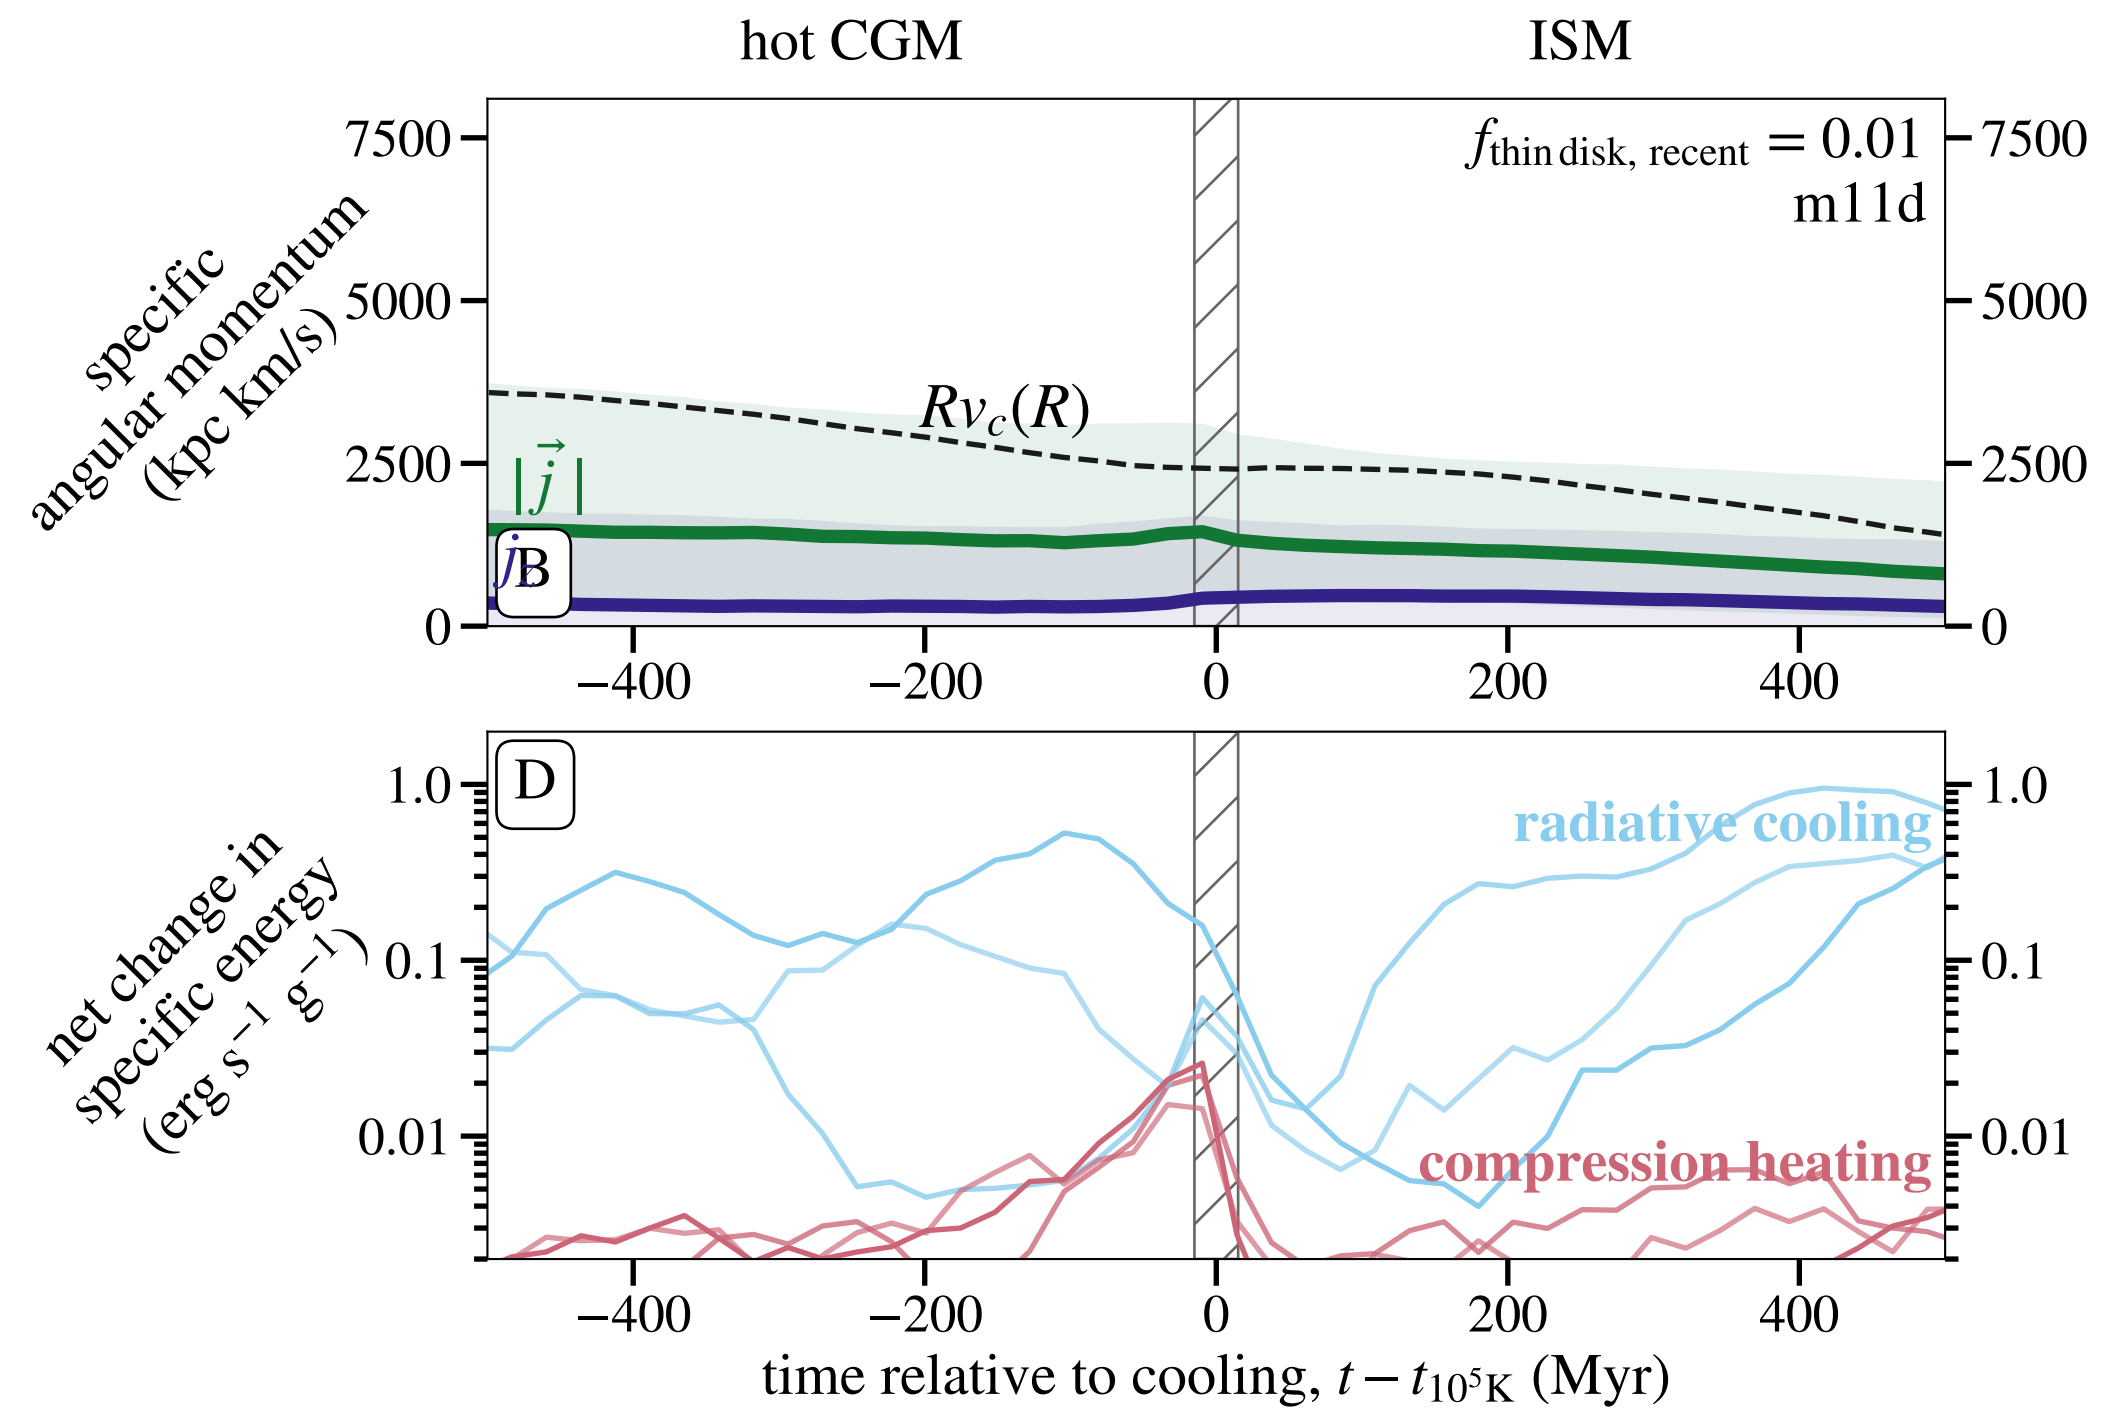 hot CGM
ISM
specific
angular momentum
(kpc km/s)
7500
5000
2500
0
7500
5000
2500
0
f_thin disk, recent = 0.01
m11d
Rv_c(R)
|j⃗|
j_z
B
−400
−200
0
200
400
D
net change in
specific energy
(erg s⁻¹ g⁻¹)
1.0
0.1
0.01
1.0
0.1
0.01
radiative cooling
compression heating
−400
−200
0
200
400
time relative to cooling, t − t_10⁵K (Myr)